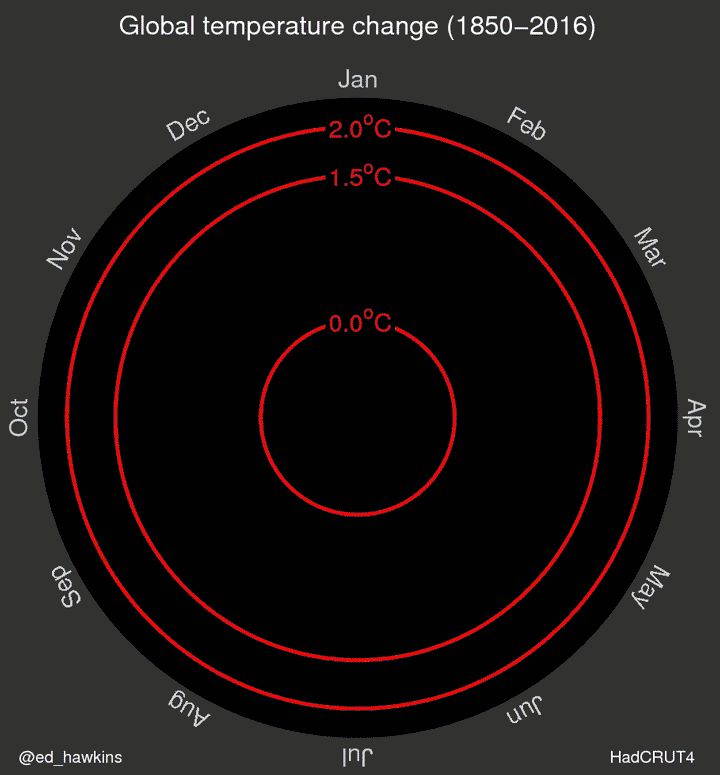 Global temperature change (1850−2016)
Jan
Feb
Mar
Apr
May
Jun
Jul
Aug
Sep
Oct
Nov
Dec
2.0°C
1.5°C
0.0°C
@ed_hawkins
HadCRUT4